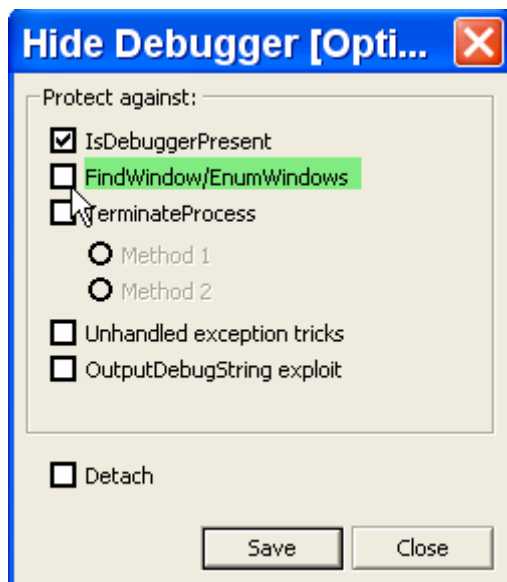 Hide Debugger [Opti...
Protect against:
IsDebuggerPresent
FindWindow/EnumWindows
TerminateProcess
Method 1
Method 2
Unhandled exception tricks
OutputDebugString exploit
Detach
Save Close